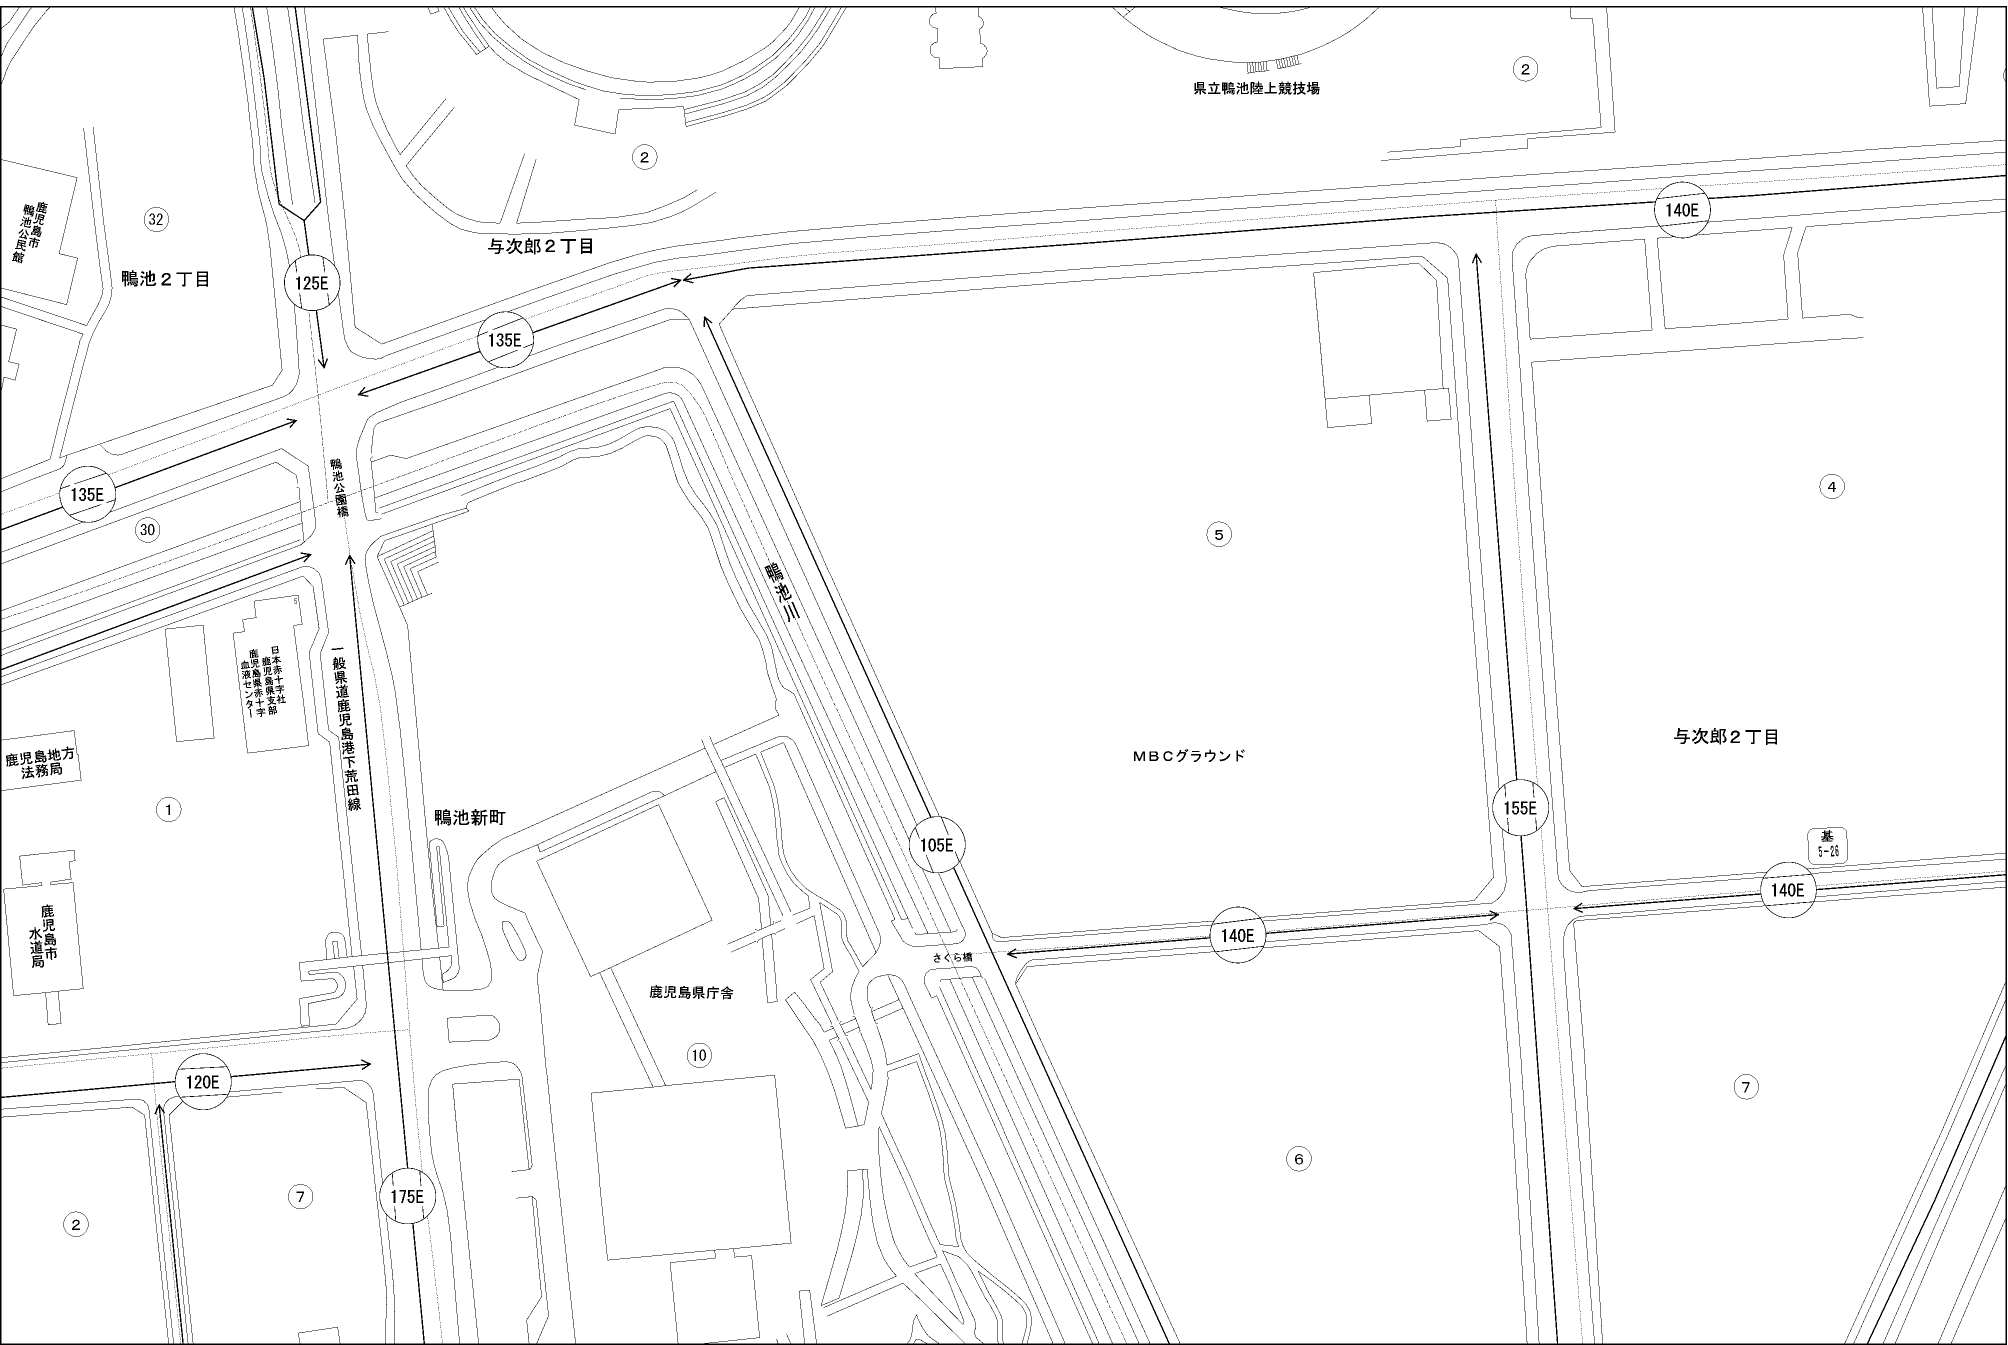 県立鴨池陸上競技場
2
2
鹿児島市
鴨池公民館
32
140E
与次郎２丁目
鴨池２丁目
125E
135E
135E
鴨池公園橋
30
4
5
鴨池川
5
日本赤十字社
鹿児島県支部
鹿児島県赤十字
血液センター
一般県道鹿児島港下荒田線
与次郎２丁目
ＭＢＣグラウンド
鹿児島地方
法務局
1
鴨池新町
155E
105E
基
5-26
140E
鹿児島市
水道局
140E
さくら橋
鹿児島県庁舎
10
120E
7
6
175E
7
2